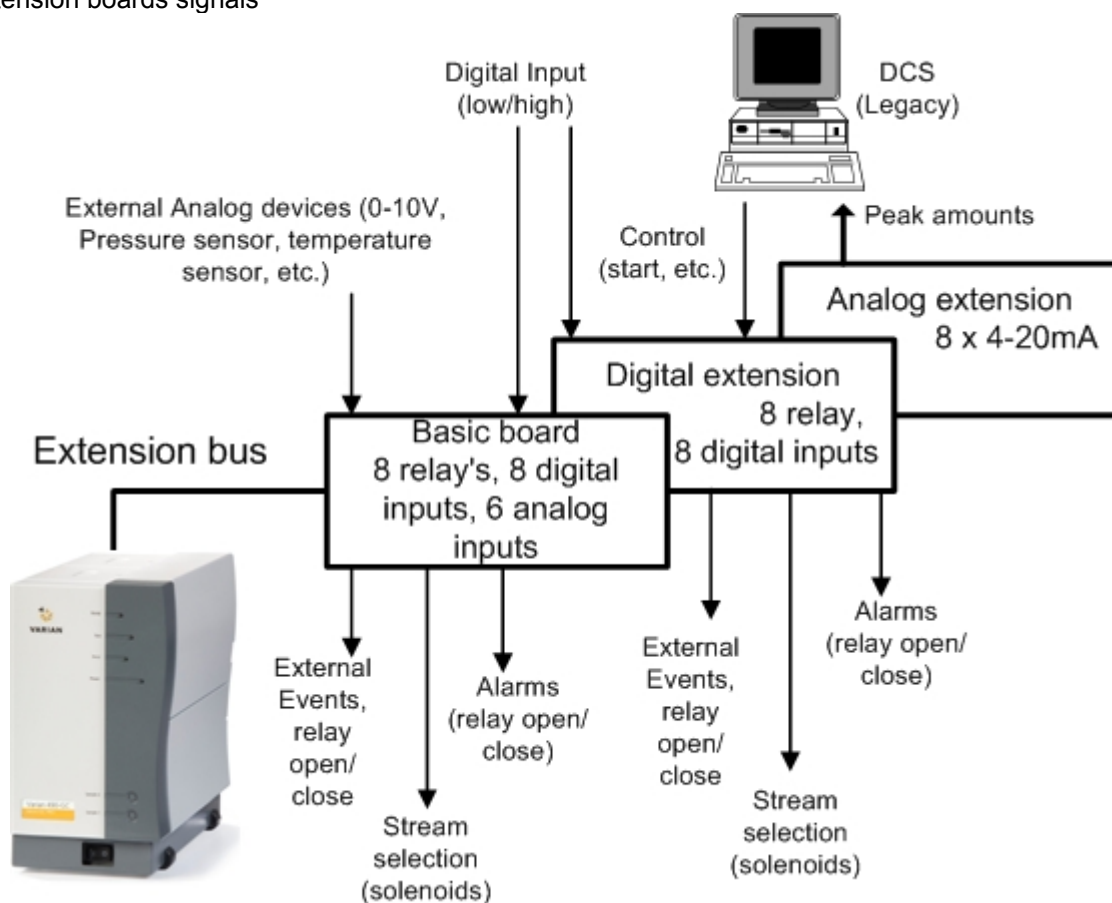 tension boards signals
Digital Input
(low/high)
DCS
(Legacy)
External Analog devices (0-10V,
Pressure sensor, temperature
sensor, etc.)
Control
(start, etc.)
Peak amounts
Analog extension
8 x 4-20mA
Digital extension
8 relay,
8 digital inputs
Extension bus
Basic board
8 relay's, 8 digital
inputs, 6 analog
inputs
VARIAN
External
Events,
relay
open/
close
Stream
selection
(solenoids)
Alarms
(relay open/
close)
External
Events,
relay
open/
close
Stream
selection
(solenoids)
Alarms
(relay open/
close)